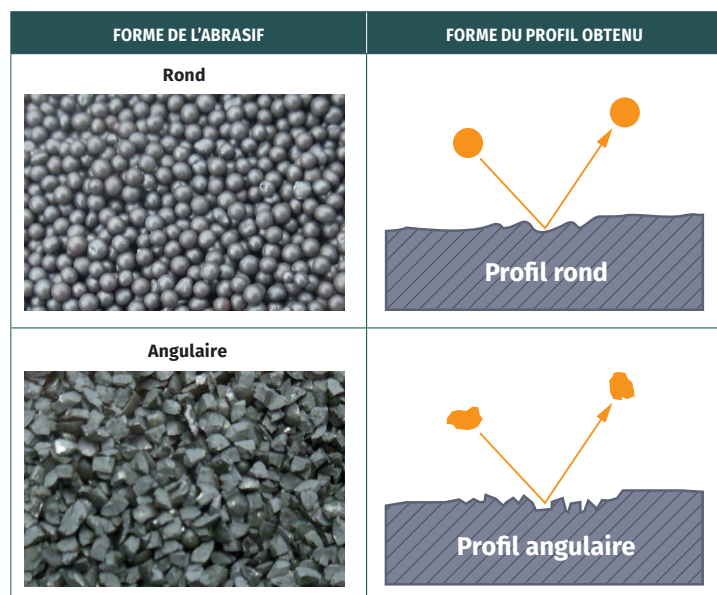 FORME DE L'ABRASIF
FORME DU PROFIL OBTENU
Rond
Profil rond
Angulaire
Profil angulaire